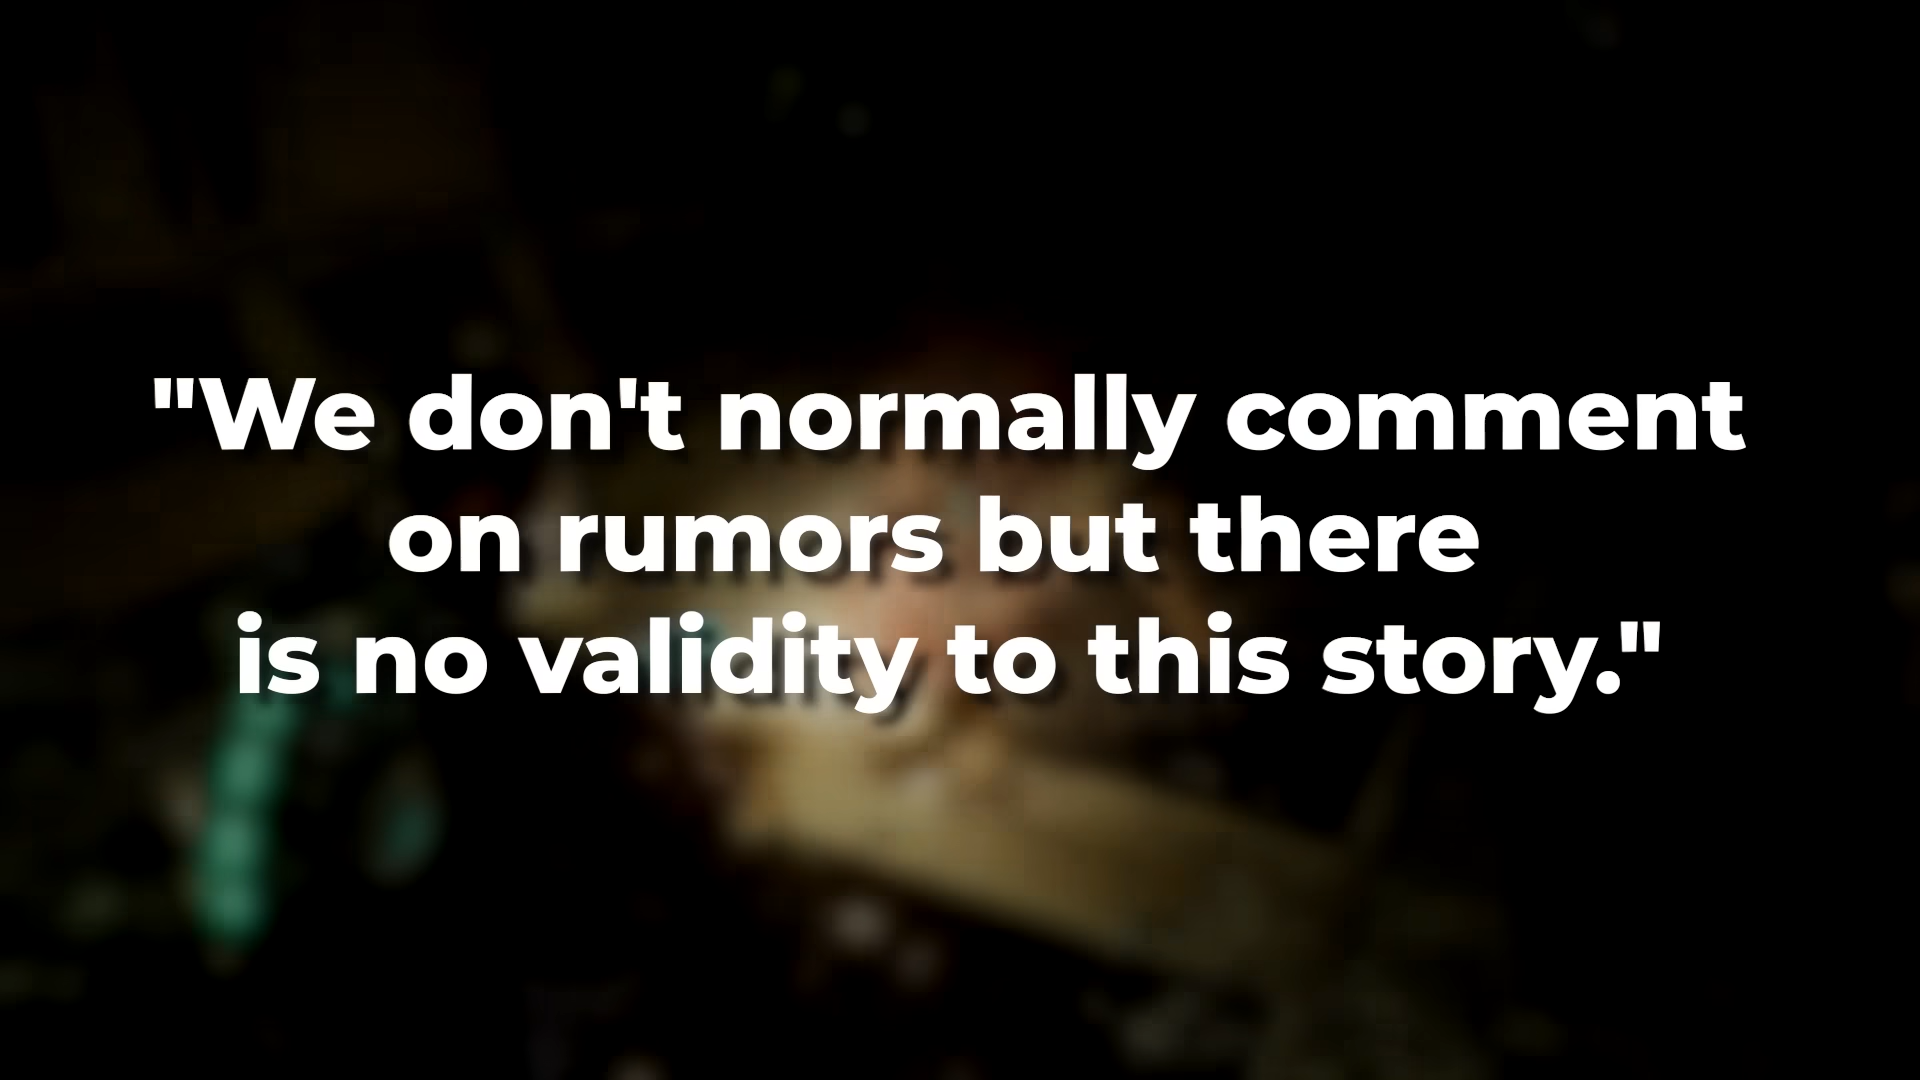 "We don't normally comment
on rumors but there
is no validity to this story."